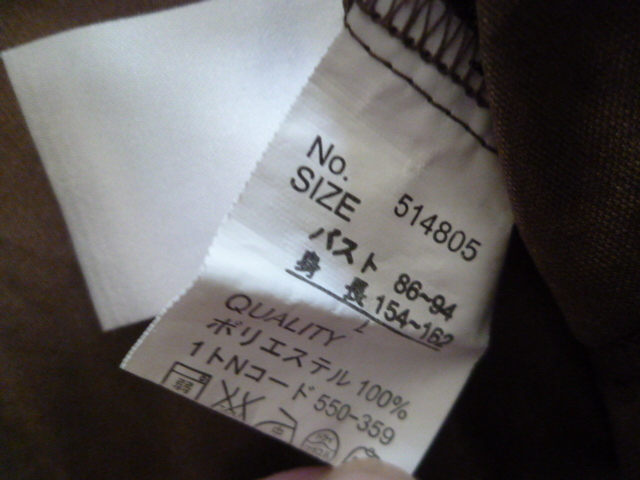 No. 514805
SIZE
バスト 86~94
身長 154~162
L
QUALITY
ポリエステル 100%
1トNコード 550-359
弱